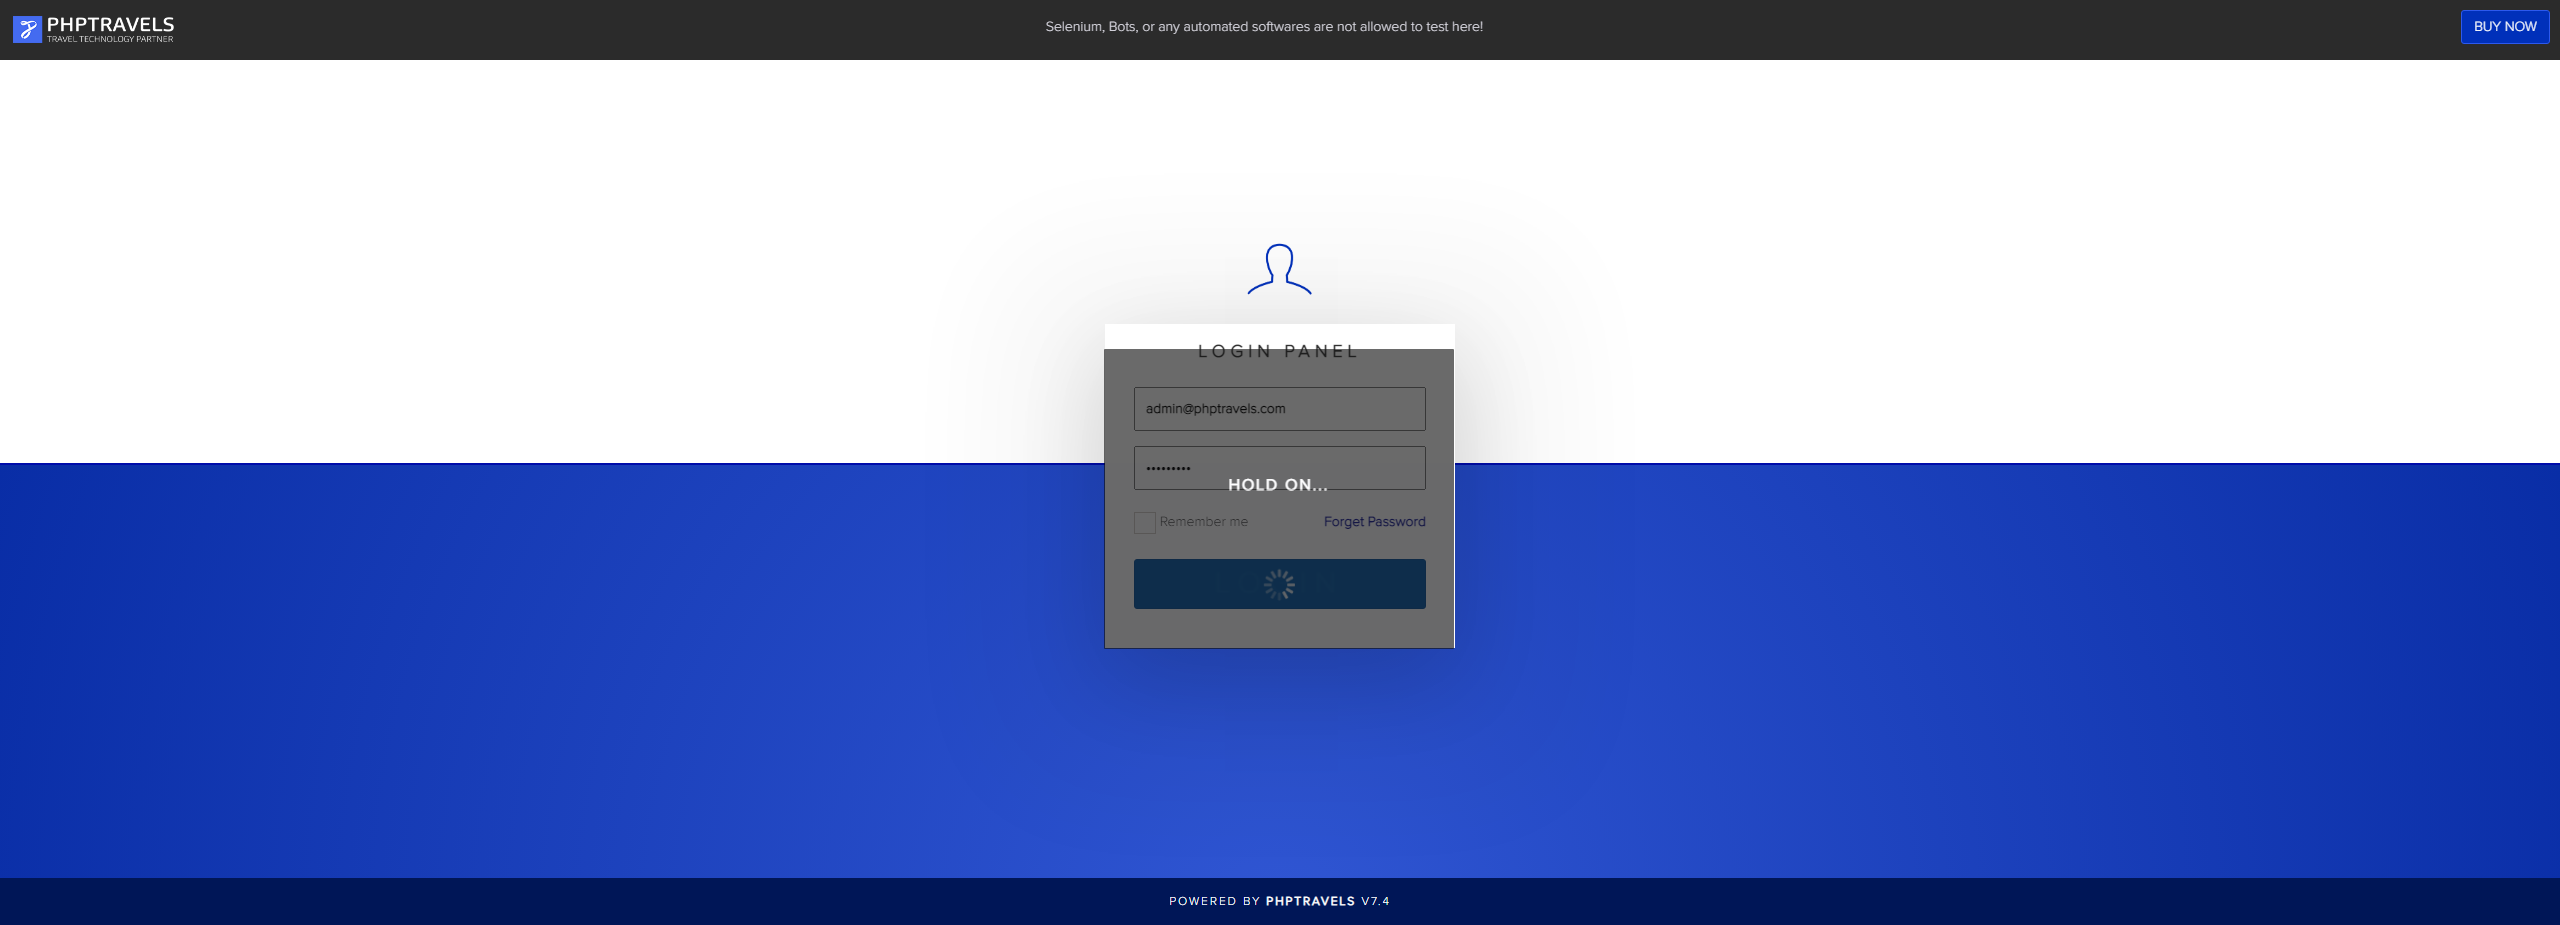 PHPTRAVELS
TRAVEL TECHNOLOGY PARTNER
Selenium, Bots, or any automated softwares are not allowed to test here!
BUY NOW
LOGIN PANEL
admin@phptravels.com
•••••••••
HOLD ON...
Remember me
Forget Password
POWERED BY PHPTRAVELS V7.4